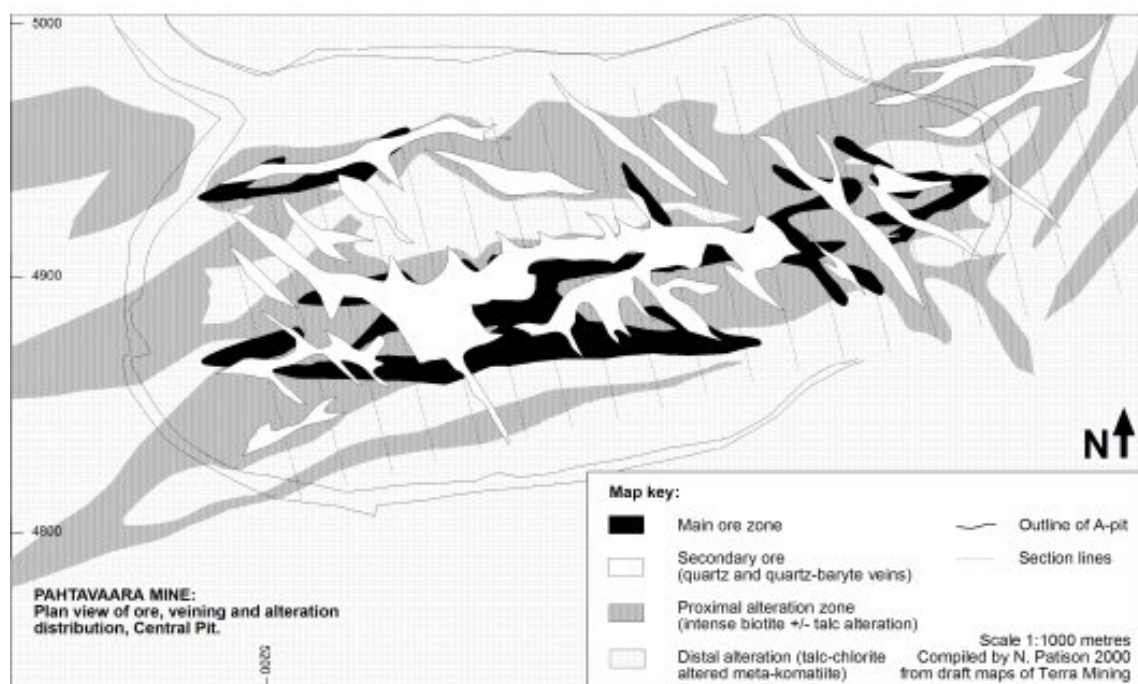 5000
4900
4800
5200
N
PAHTAVAARA MINE:
Plan view of ore, veining and alteration
distribution, Central Pit.
Map key:
Main ore zone
Secondary ore
(quartz and quartz-baryte veins)
Proximal alteration zone
(intense biotite +/- talc alteration)
Distal alteration (talc-chlorite
altered meta-komatiite)
Outline of A-pit
Section lines
Scale 1:1000 metres
Compiled by N. Patison 2000
from draft maps of Terra Mining